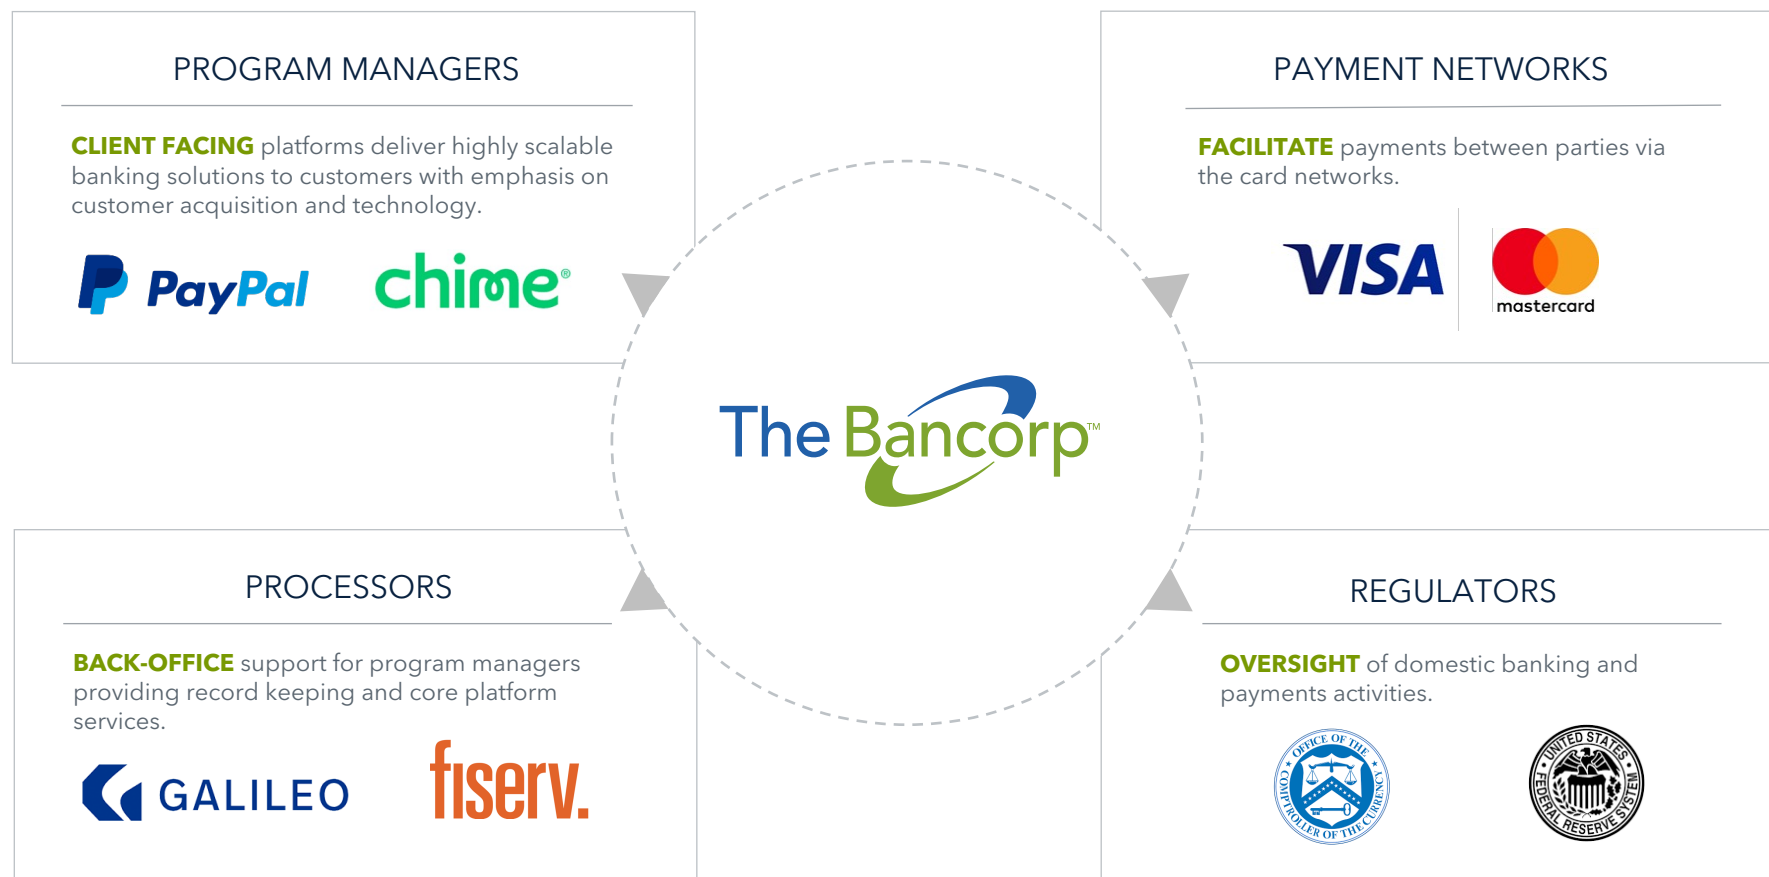 PROGRAM MANAGERS
CLIENT FACING platforms deliver highly scalable
banking solutions to customers with emphasis on
customer acquisition and technology.
PayPal
chime®
PAYMENT NETWORKS
FACILITATE payments between parties via
the card networks.
VISA
mastercard
The Bancorp™
PROCESSORS
BACK-OFFICE support for program managers
providing record keeping and core platform
services.
GALILEO
fiserv.
REGULATORS
OVERSIGHT of domestic banking and
payments activities.
OFFICE OF THE
COMPTROLLER OF THE CURRENCY
UNITED STATES
FEDERAL RESERVE SYSTEM